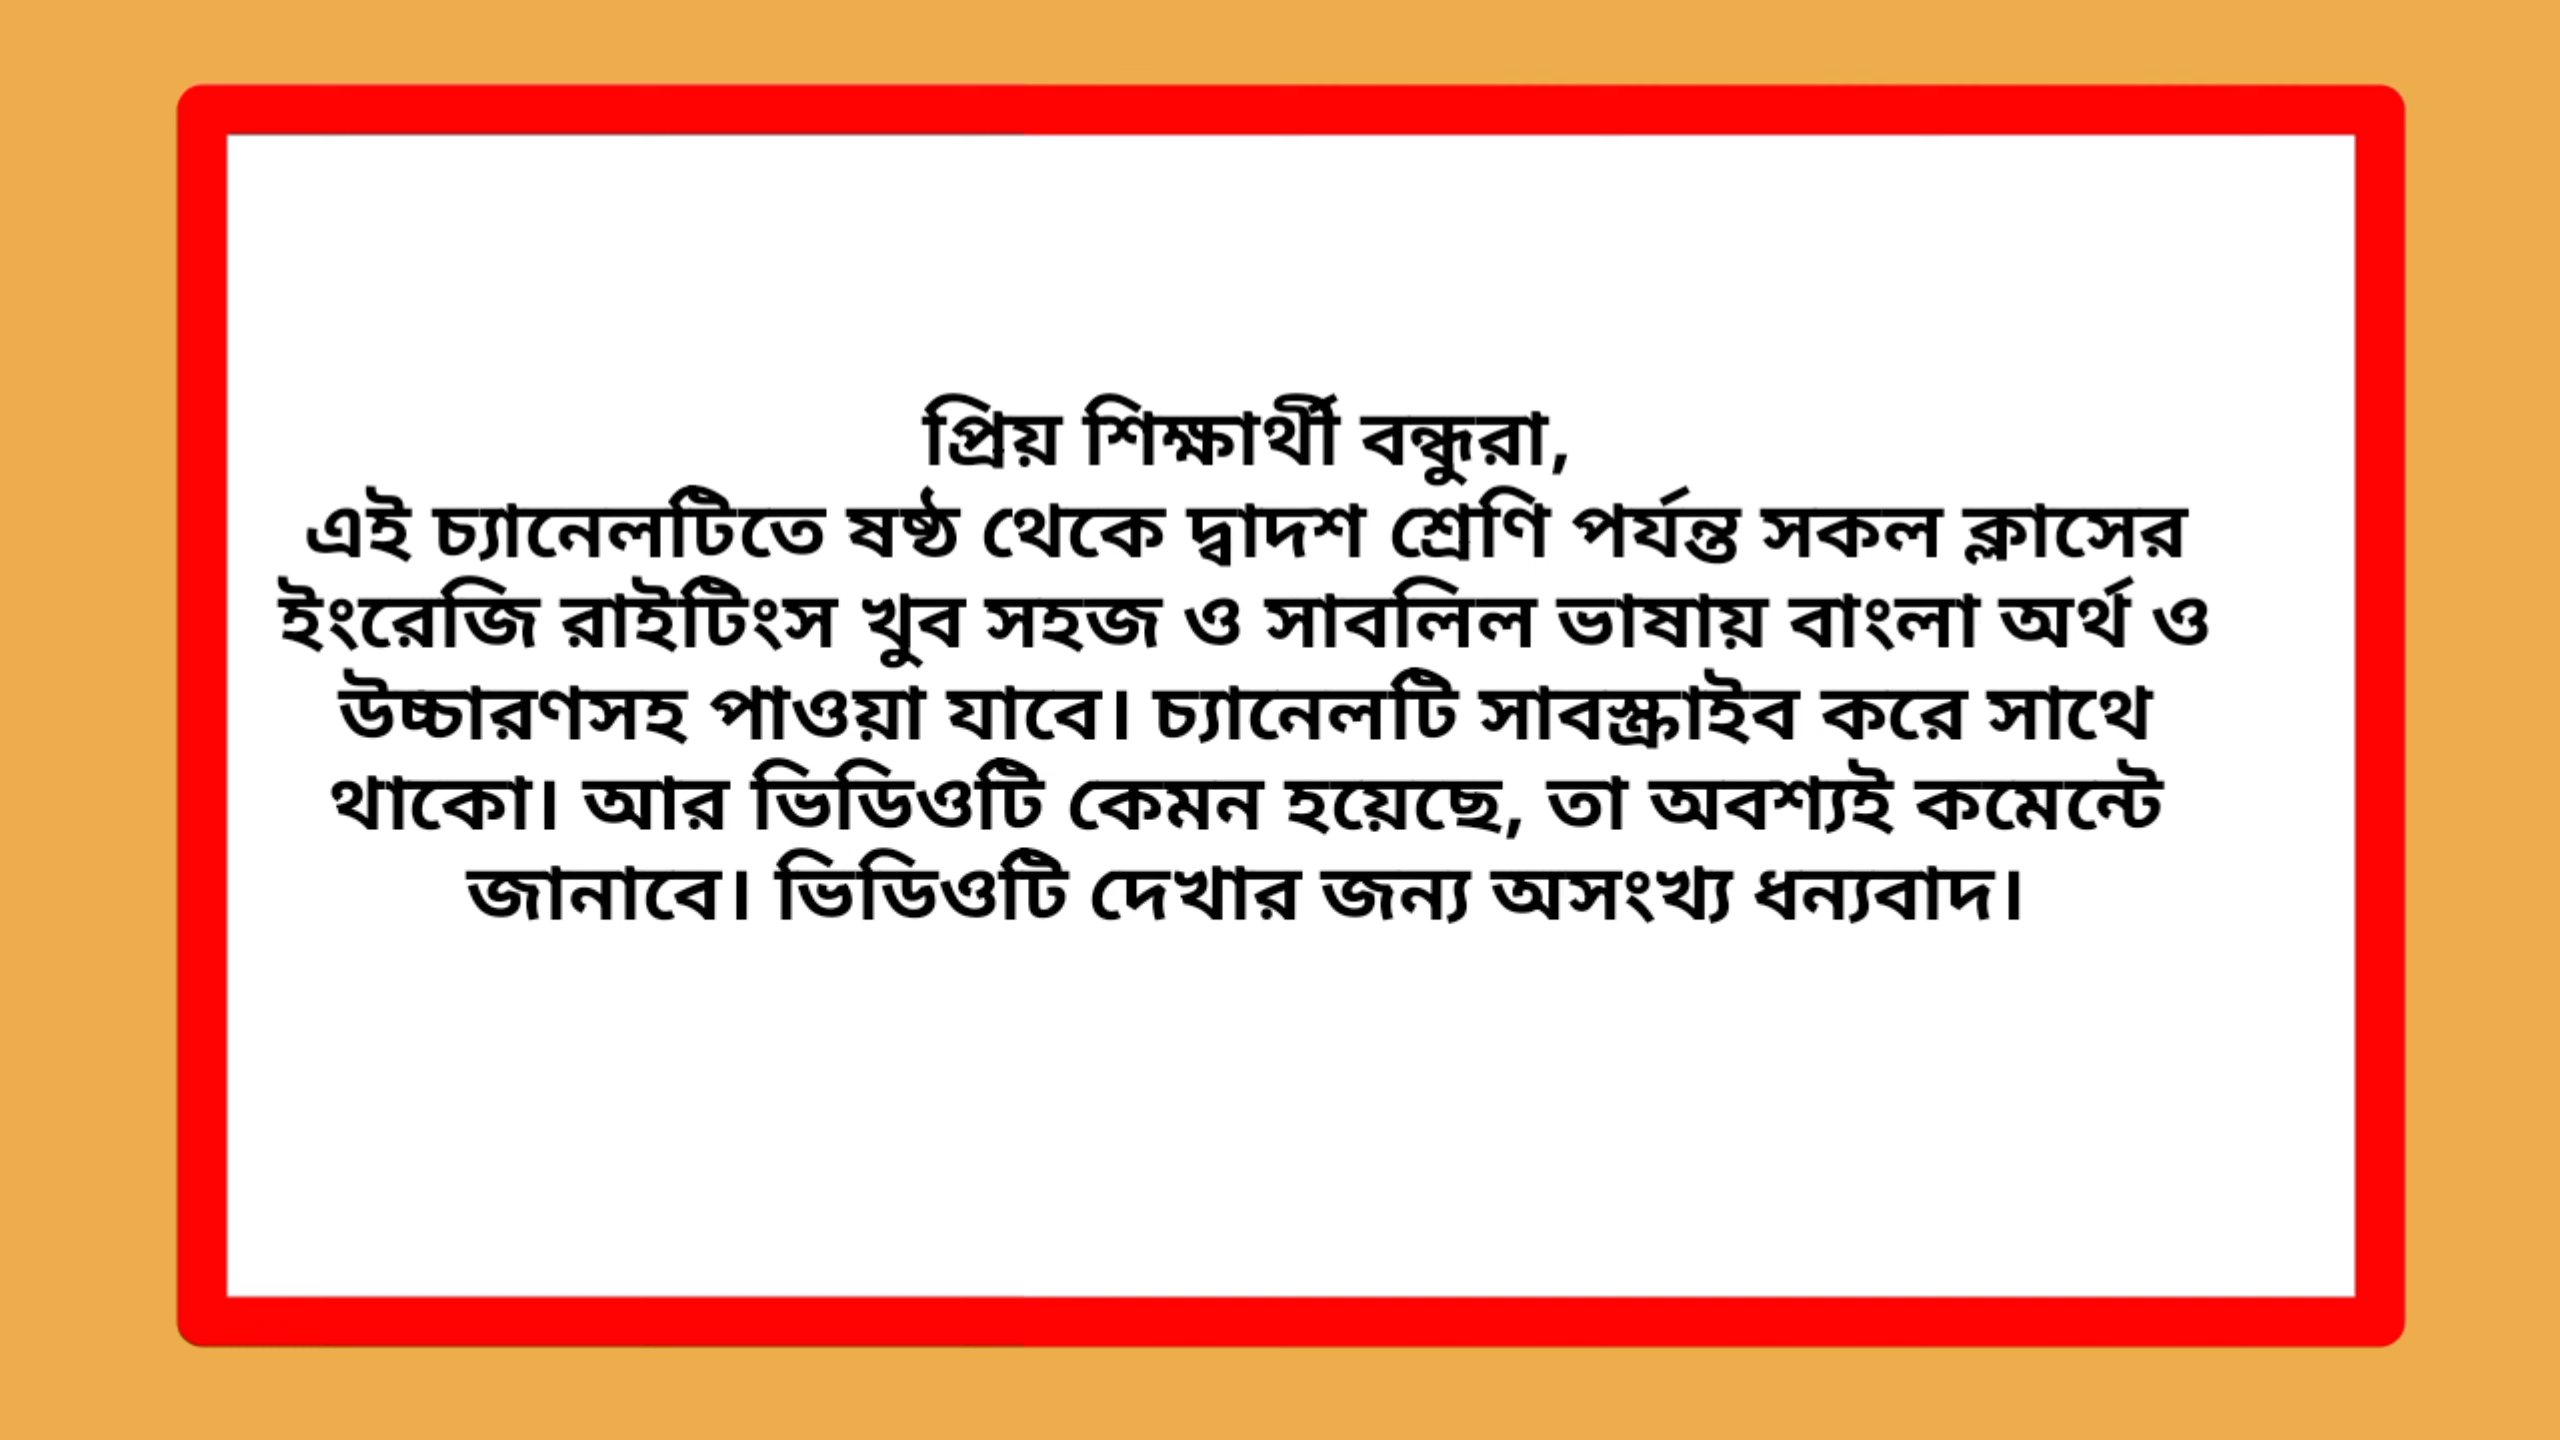 প্রিয় শিক্ষার্থী বন্ধুরা,
এই চ্যানেলটিতে ষষ্ঠ থেকে দ্বাদশ শ্রেণি পর্যন্ত সকল ক্লাসের
ইংরেজি রাইটিংস খুব সহজ ও সাবলিল ভাষায় বাংলা অর্থ ও
উচ্চারণসহ পাওয়া যাবে। চ্যানেলটি সাবস্ক্রাইব করে সাথে
থাকো। আর ভিডিওটি কেমন হয়েছে, তা অবশ্যই কমেন্টে
জানাবে। ভিডিওটি দেখার জন্য অসংখ্য ধন্যবাদ।